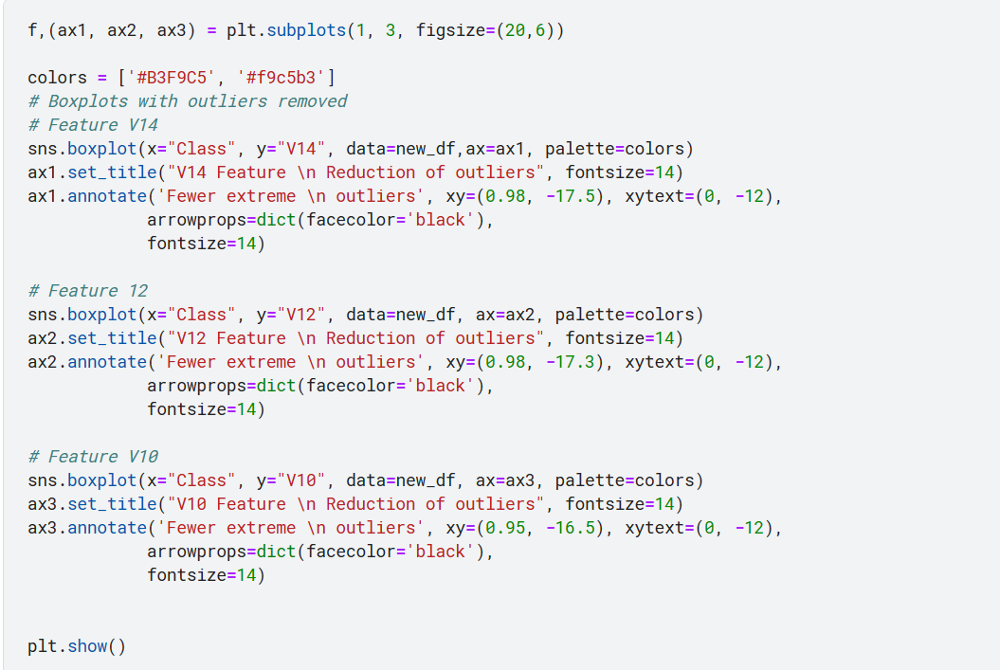 f,(ax1, ax2, ax3) = plt.subplots(1, 3, figsize=(20,6))
colors = ['#B3F9C5', '#f9c5b3']
# Boxplots with outliers removed
# Feature V14
sns.boxplot(x="Class", y="V14", data=new_df,ax=ax1, palette=colors)
ax1.set_title("V14 Feature \n Reduction of outliers", fontsize=14)
ax1.annotate('Fewer extreme \n outliers', xy=(0.98, -17.5), xytext=(0, -12),
            arrowprops=dict(facecolor='black'),
            fontsize=14)
# Feature 12
sns.boxplot(x="Class", y="V12", data=new_df, ax=ax2, palette=colors)
ax2.set_title("V12 Feature \n Reduction of outliers", fontsize=14)
ax2.annotate('Fewer extreme \n outliers', xy=(0.98, -17.3), xytext=(0, -12),
            arrowprops=dict(facecolor='black'),
            fontsize=14)
# Feature V10
sns.boxplot(x="Class", y="V10", data=new_df, ax=ax3, palette=colors)
ax3.set_title("V10 Feature \n Reduction of outliers", fontsize=14)
ax3.annotate('Fewer extreme \n outliers', xy=(0.95, -16.5), xytext=(0, -12),
            arrowprops=dict(facecolor='black'),
            fontsize=14)
plt.show()